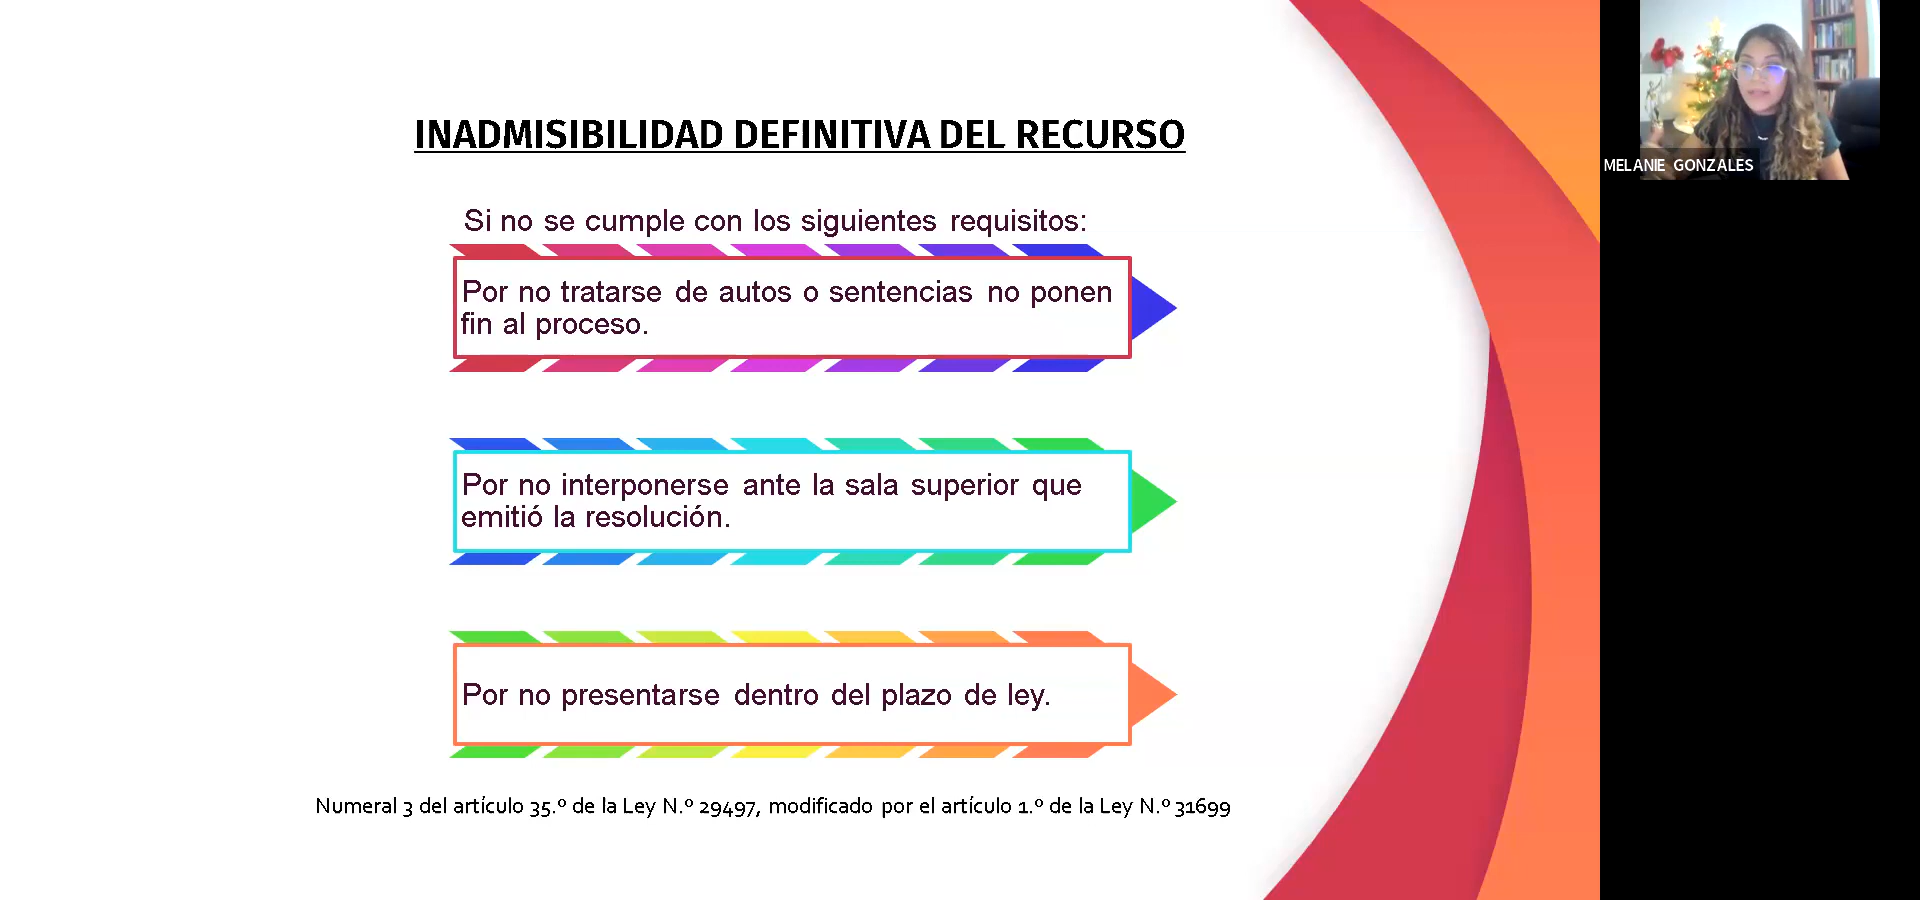 INADMISIBILIDAD DEFINITIVA DEL RECURSO
MELANIE GONZALES
Si no se cumple con los siguientes requisitos:
Por no tratarse de autos o sentencias no ponen
fin al proceso.
Por no interponerse ante la sala superior que
emitió la resolución.
Por no presentarse dentro del plazo de ley.
Numeral 3 del artículo 35.º de la Ley N.º 29497, modificado por el artículo 1.º de la Ley N.º 31699